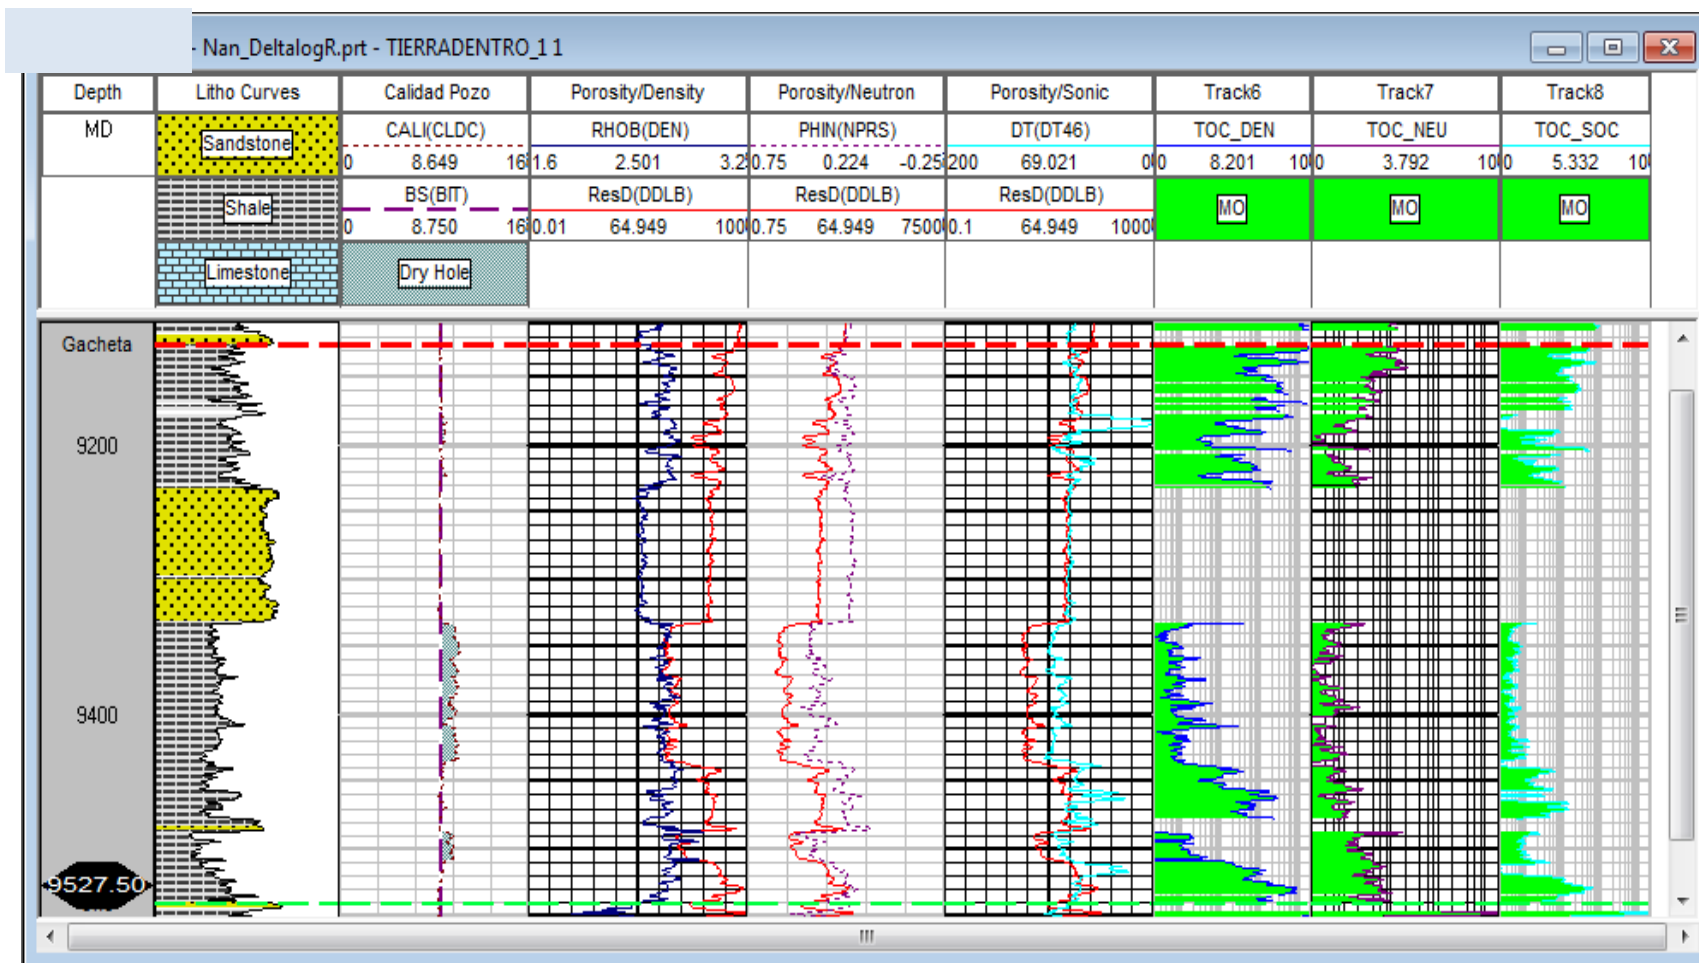 - Nan_DeltalogR.prt - TIERRADENTRO_1 1
Depth Litho Curves Calidad Pozo Porosity/Density Porosity/Neutron Porosity/Sonic Track6 Track7 Track8
MD Sandstone CALI(CLDC) RHOB(DEN) PHIN(NPRS) DT(DT46) TOC_DEN TOC_NEU TOC_SOC
0 8.649 16 1.6 2.501 3.2 0.75 0.224 -0.25 200 69.021 0 0 8.201 10 0 3.792 10 0 5.332 10
Shale BS(BIT) ResD(DDLB) ResD(DDLB) ResD(DDLB) MO MO MO
0 8.750 16 0.01 64.949 100 0.75 64.949 7500 0.1 64.949 1000
Limestone Dry Hole
Gacheta
9200
9400
9527.50